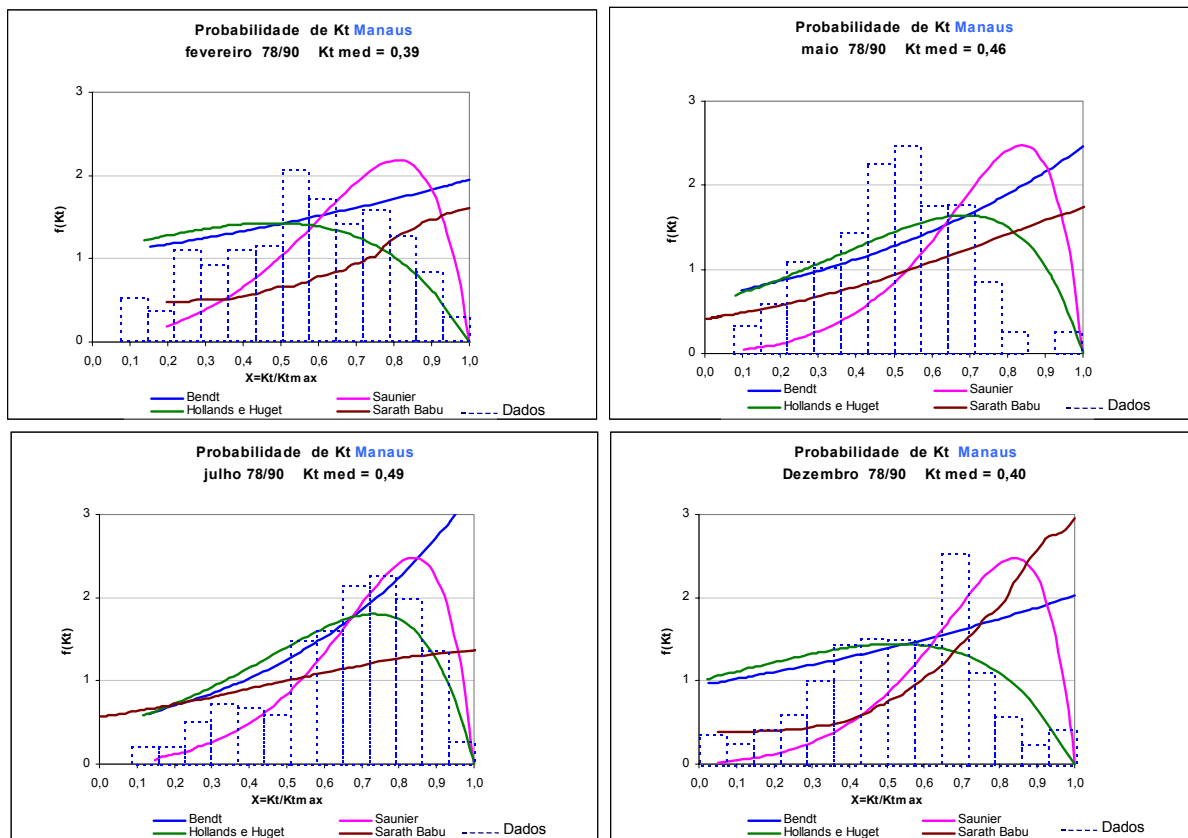 Probabilidade de Kt Manaus
fevereiro 78/90 Kt med = 0,39
f(Kt)
3
2
1
0
0,0 0,1 0,2 0,3 0,4 0,5 0,6 0,7 0,8 0,9 1,0
X=Kt/Ktmax
Bendt Saunier
Hollands e Huget Sarath Babu Dados
Probabilidade de Kt Manaus
maio 78/90 Kt med = 0,46
f(Kt)
3
2
1
0
0,0 0,1 0,2 0,3 0,4 0,5 0,6 0,7 0,8 0,9 1,0
Bendt Saunier
Hollands e Huget Sarath Babu Dados
Probabilidade de Kt Manaus
julho 78/90 Kt med = 0,49
f(Kt)
3
2
1
0
0,0 0,1 0,2 0,3 0,4 0,5 0,6 0,7 0,8 0,9 1,0
X=Kt/Ktmax
Bendt Saunier
Hollands e Huget Sarath Babu Dados
Probabilidade de Kt Manaus
Dezembro 78/90 Kt med = 0,40
f(Kt)
3
2
1
0
0,0 0,1 0,2 0,3 0,4 0,5 0,6 0,7 0,8 0,9 1,0
X=Kt/Ktmax
Bendt Saunier
Hollands e Huget Sarath Babu Dados